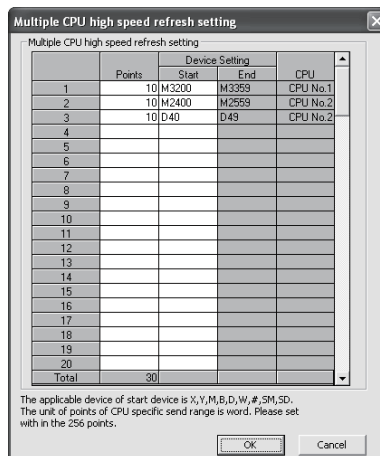 Multiple CPU high speed refresh setting
Multiple CPU high speed refresh setting
Device Setting
Points Start End CPU
1 10 M3200 M3359 CPU No.1
2 10 M2400 M2559 CPU No.2
3 10 D40 D49 CPU No.2
4
5
6
7
8
9
10
11
12
13
14
15
16
17
18
19
20
Total 30
The applicable device of start device is X,Y,M,B,D,W,#,SM,SD.
The unit of points of CPU specific send range is word. Please set
with in the 256 points.
OK Cancel